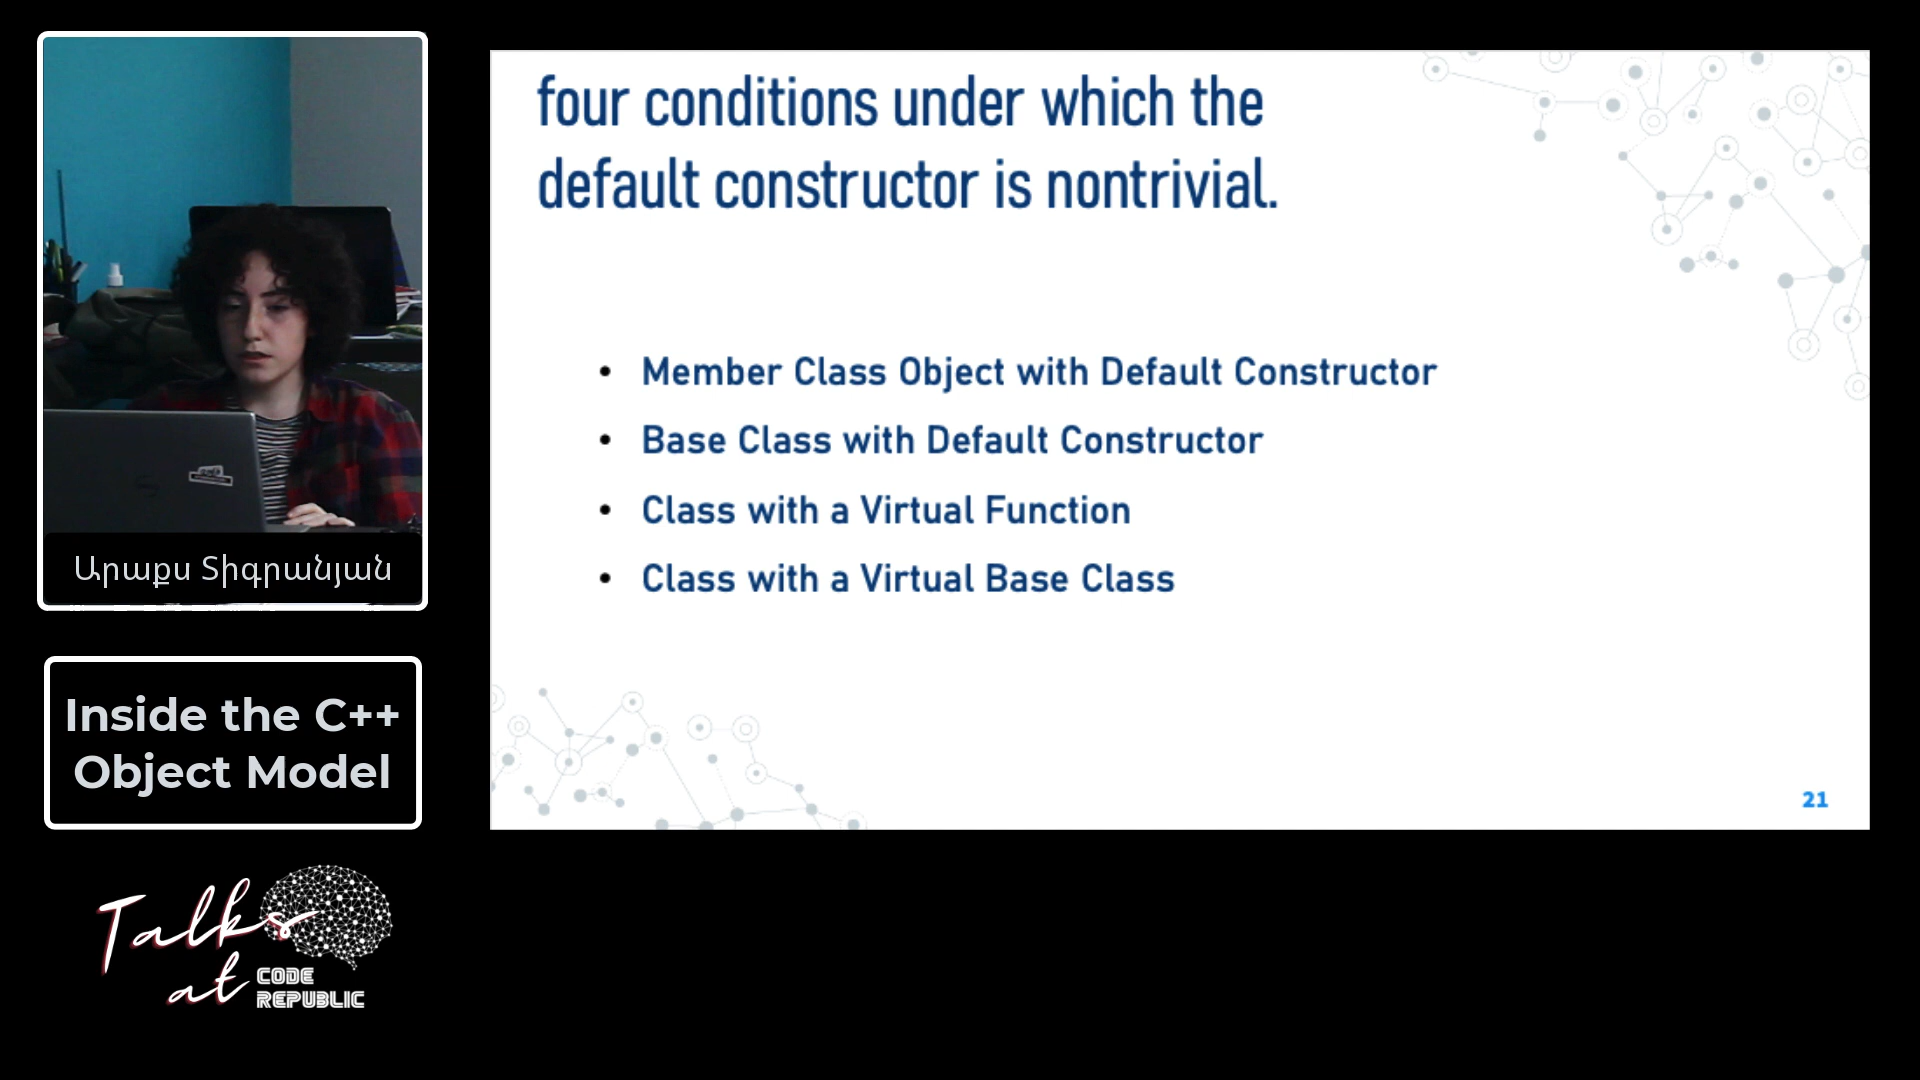 four conditions under which the
default constructor is nontrivial.
• Member Class Object with Default Constructor
• Base Class with Default Constructor
• Class with a Virtual Function
• Class with a Virtual Base Class
21
Արաքս Տիգրանյան
Inside the C++
Object Model
Talks
at CODE
REPUBLIC